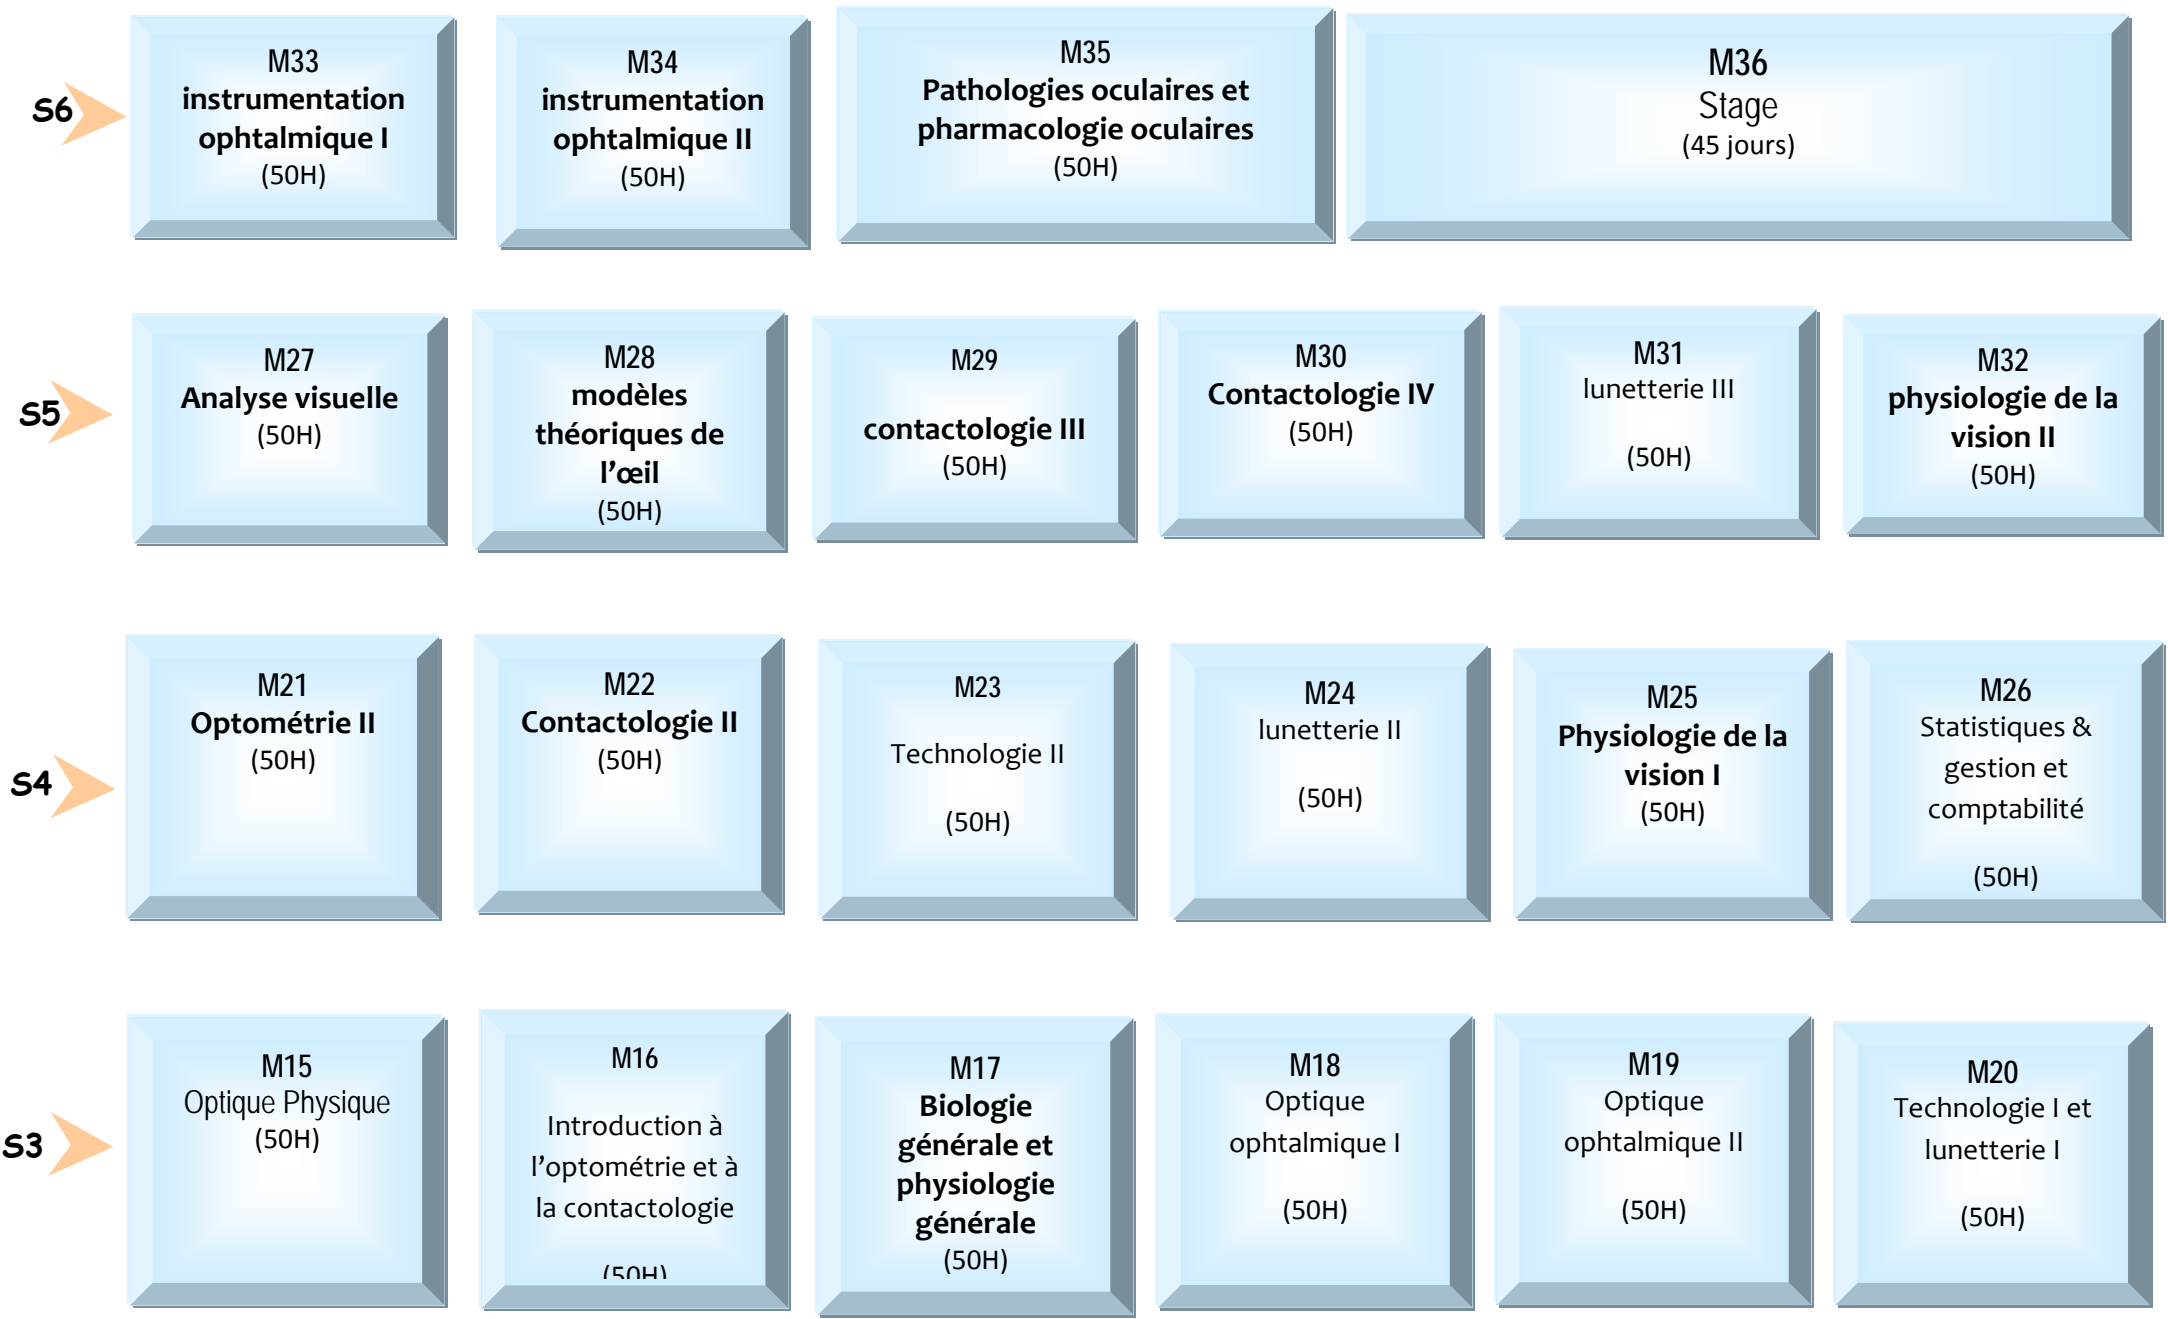 S6
M33
instrumentation
ophtalmique I
(50H)
M34
instrumentation
ophtalmique II
(50H)
M35
Pathologies oculaires et
pharmacologie oculaires
(50H)
M36
Stage
(45 jours)
S5
M27
Analyse visuelle
(50H)
M28
modèles
théoriques de
l’œil
(50H)
M29
contactologie III
(50H)
M30
Contactologie IV
(50H)
M31
lunetterie III
(50H)
M32
physiologie de la
vision II
(50H)
S4
M21
Optométrie II
(50H)
M22
Contactologie II
(50H)
M23
Technologie II
(50H)
M24
lunetterie II
(50H)
M25
Physiologie de la
vision I
(50H)
M26
Statistiques &
gestion et
comptabilité
(50H)
S3
M15
Optique Physique
(50H)
M16
Introduction à
l’optométrie et à
la contactologie
(50H)
M17
Biologie
générale et
physiologie
générale
(50H)
M18
Optique
ophtalmique I
(50H)
M19
Optique
ophtalmique II
(50H)
M20
Technologie I et
lunetterie I
(50H)